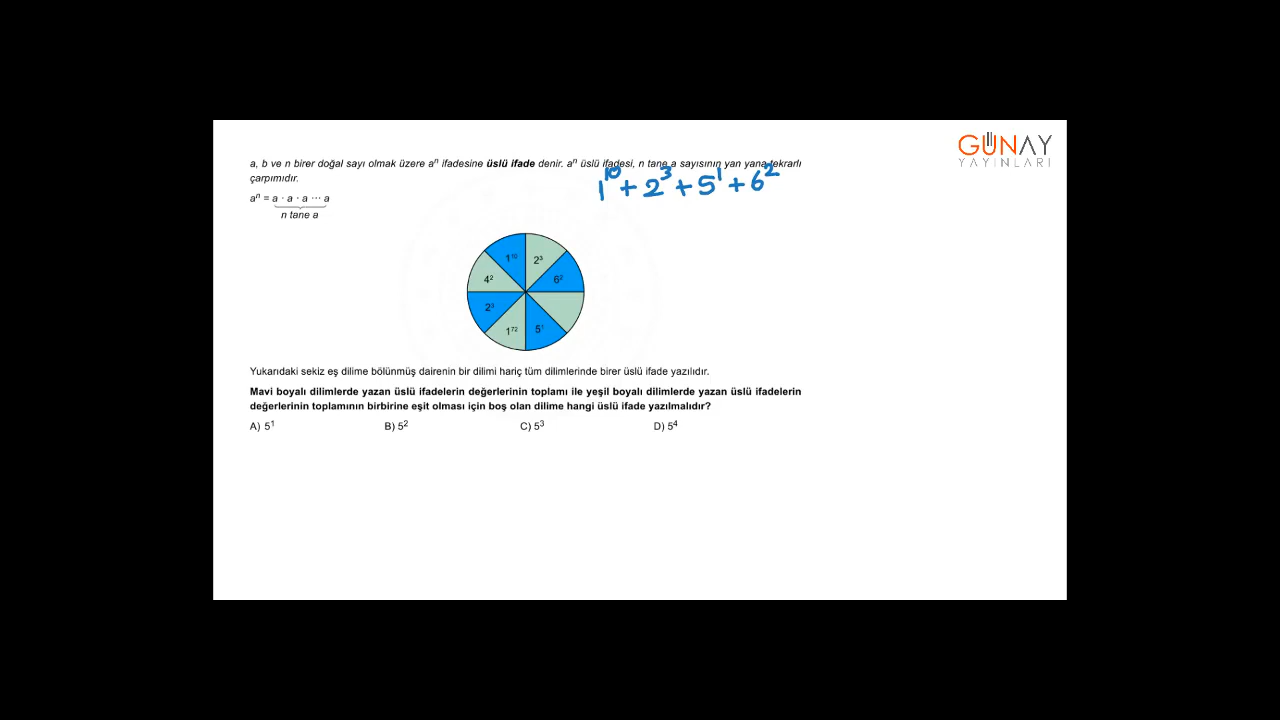 GÜNAY
YAYINLARI
a, b ve n birer doğal sayı olmak üzere aⁿ ifadesine üslü ifade denir. aⁿ üslü ifadesi, n tane a sayısının yan yana tekrarlı
çarpımıdır.
1¹⁰ + 2³ + 5¹ + 6²
aⁿ = a · a · a ⋯ a
n tane a
1¹⁰ 2³
4² 6²
2³
1⁷² 5¹
Yukarıdaki sekiz eş dilime bölünmüş dairenin bir dilimi hariç tüm dilimlerinde birer üslü ifade yazılıdır.
Mavi boyalı dilimlerde yazan üslü ifadelerin değerlerinin toplamı ile yeşil boyalı dilimlerde yazan üslü ifadelerin
değerlerinin toplamının birbirine eşit olması için boş olan dilime hangi üslü ifade yazılmalıdır?
A) 5¹ B) 5² C) 5³ D) 5⁴